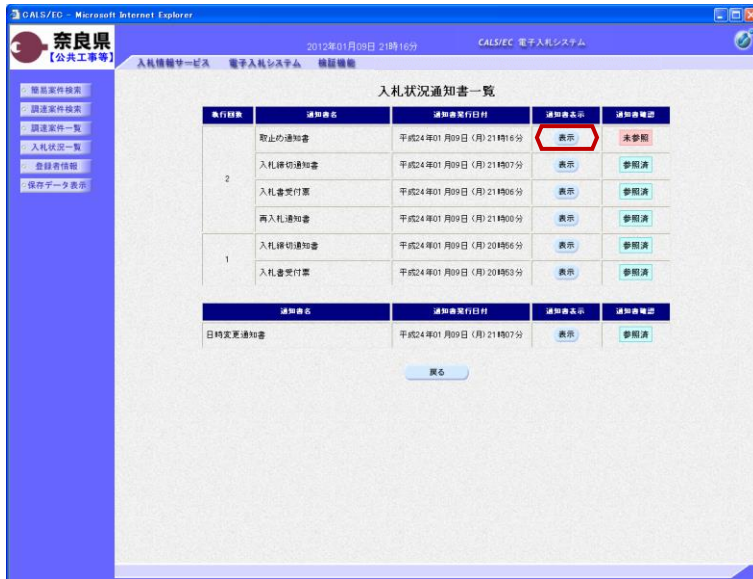 CALS/EC - Microsoft Internet Explorer
奈良県
【公共工事等】
2012年01月09日 21時16分
CALS/EC 電子入札システム
入札情報サービス 電子入札システム 検証機能
簡易案件検索
調達案件検索
調達案件一覧
入札状況一覧
登録者情報
保存データ表示
入札状況通知書一覧
執行回数 通知書名 通知書発行日付 通知書表示 通知書確認
2
取止め通知書 平成24年01月09日（月）21時16分 表示 未参照
入札締切通知書 平成24年01月09日（月）21時07分 表示 参照済
入札書受付票 平成24年01月09日（月）21時06分 表示 参照済
再入札通知書 平成24年01月09日（月）21時00分 表示 参照済
1
入札締切通知書 平成24年01月09日（月）20時56分 表示 参照済
入札書受付票 平成24年01月09日（月）20時53分 表示 参照済
通知書名 通知書発行日付 通知書表示 通知書確認
日時変更通知書 平成24年01月09日（月）21時07分 表示 参照済
戻る